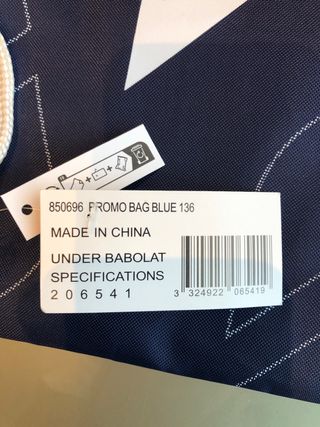 850696 PROMO BAG BLUE 136
MADE IN CHINA
UNDER BABOLAT
SPECIFICATIONS
206541
3 324922 065419